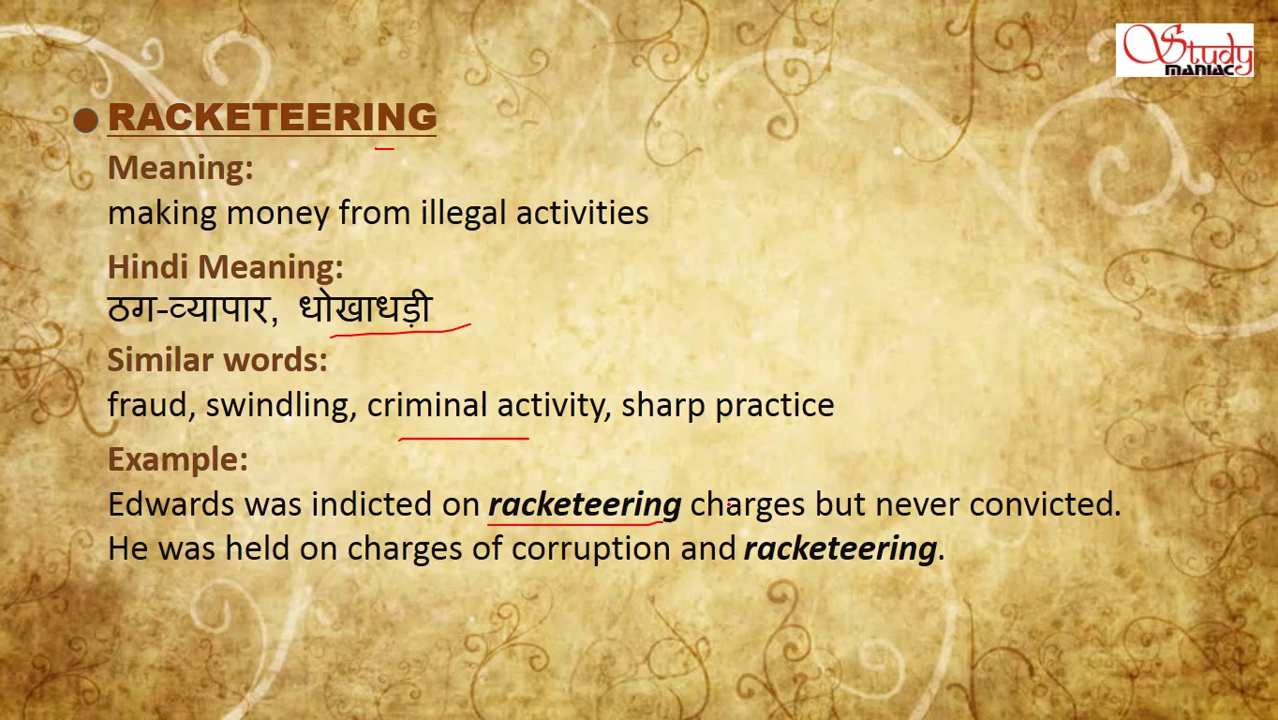 Study
MANIAC
RACKETEERING
Meaning:
making money from illegal activities
Hindi Meaning:
ठग-व्यापार, धोखाधड़ी
Similar words:
fraud, swindling, criminal activity, sharp practice
Example:
Edwards was indicted on racketeering charges but never convicted.
He was held on charges of corruption and racketeering.